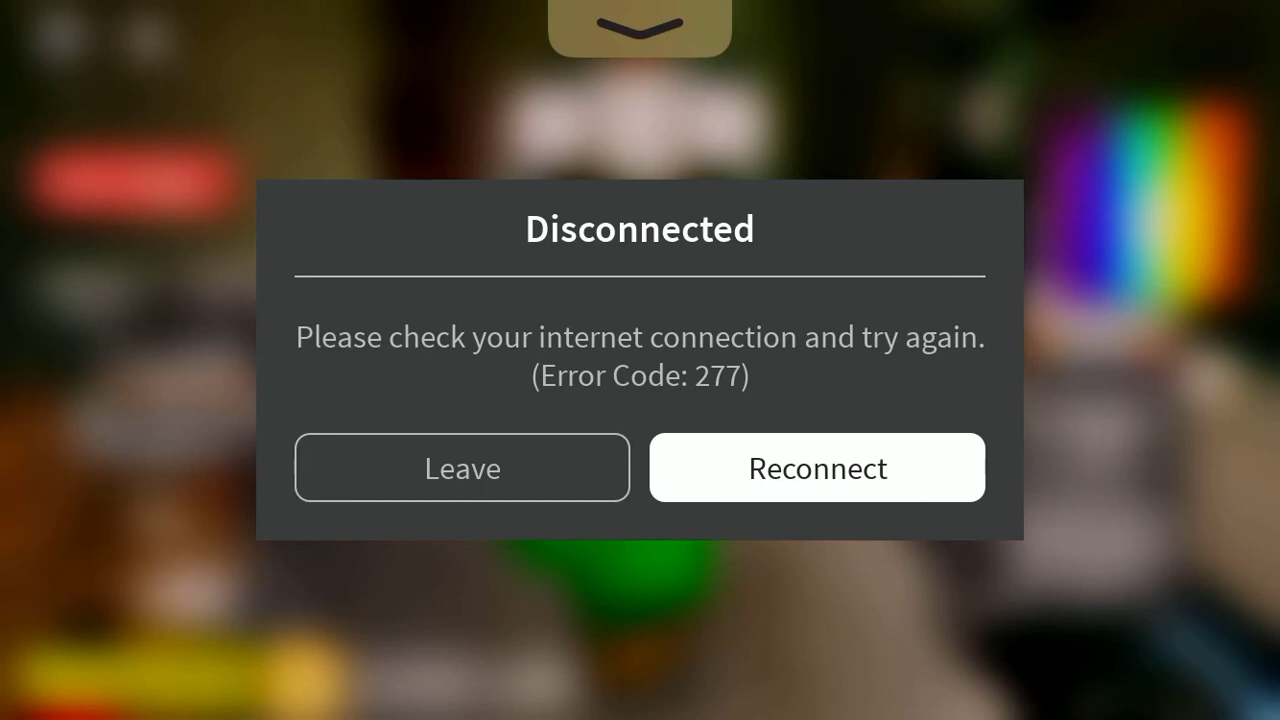 Disconnected
Please check your internet connection and try again.
(Error Code: 277)
Leave
Reconnect